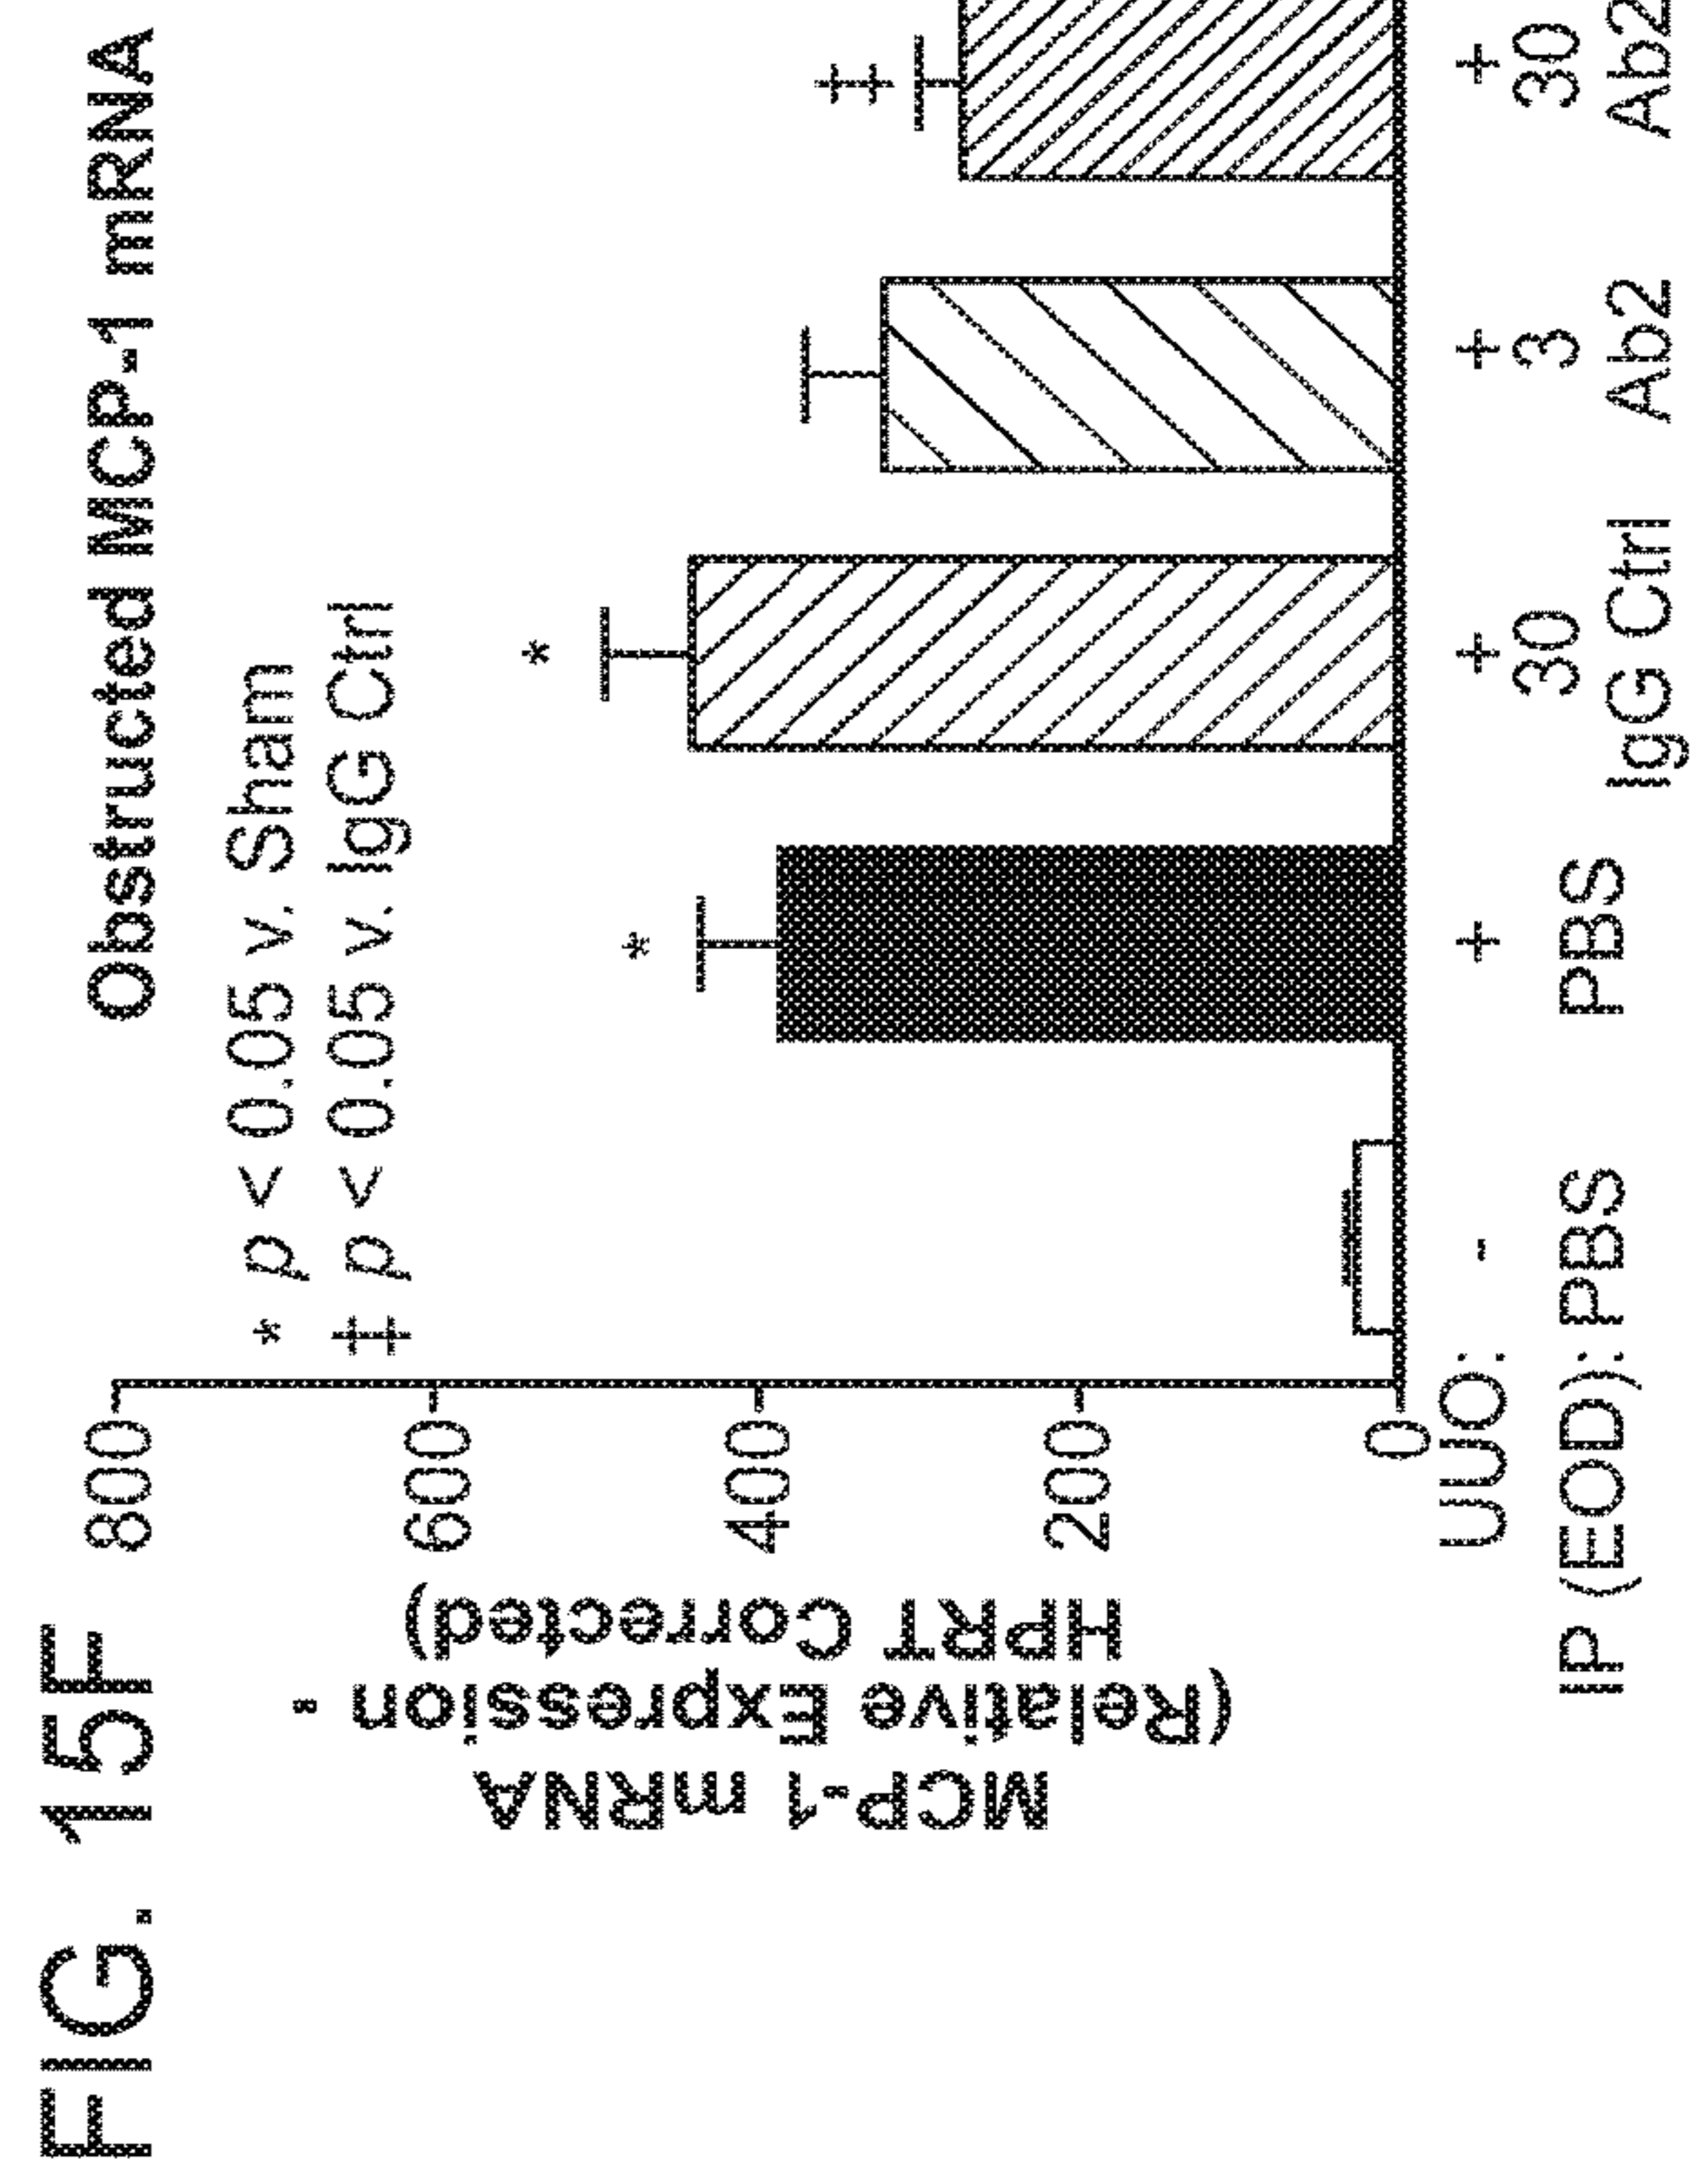 FIG. 15F
Obstructed MCP-1 mRNA
* p < 0.05 v. Sham
‡ p < 0.05 v. IgG Ctrl
MCP-1 mRNA
(Relative Expression -
HPRT Corrected)
800
600
400
200
0
*
*
‡
UUO: - + + + +
30 3 30
IP (EOD): PBS PBS IgG Ctrl Ab2 Ab2